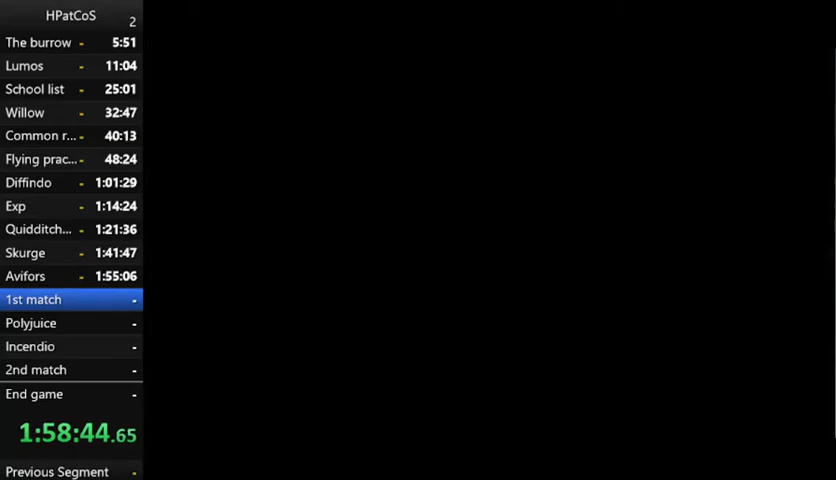 HPatCoS
2
The burrow - 5:51
Lumos - 11:04
School list - 25:01
Willow - 32:47
Common r... - 40:13
Flying prac... - 48:24
Diffindo - 1:01:29
Exp - 1:14:24
Quidditch... - 1:21:36
Skurge - 1:41:47
Avifors - 1:55:06
1st match -
Polyjuice -
Incendio -
2nd match -
End game -
1:58:44.65
Previous Segment -